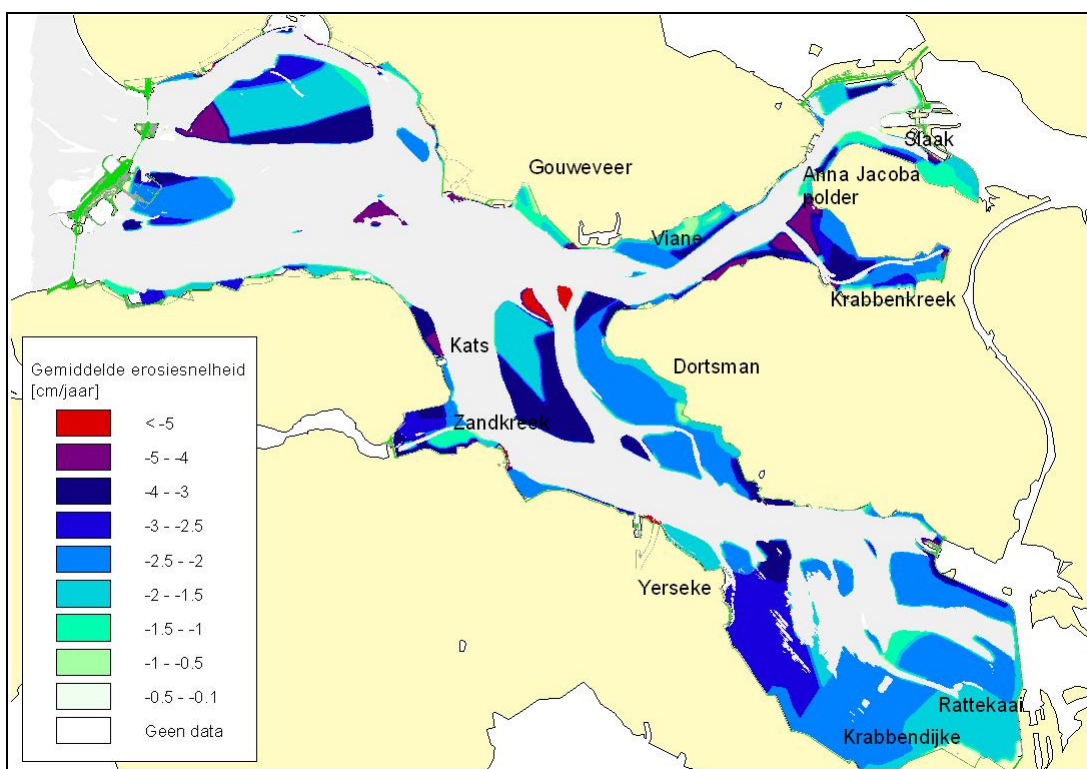 Slaak
Gouweveer
Anna Jacoba
polder
Viane
Krabbenkreek
Kats
Dortsman
Zandkreek
Yerseke
Rattekaai
Krabbendijke
Gemiddelde erosiesnelheid
[cm/jaar]
< -5
-5 - -4
-4 - -3
-3 - -2.5
-2.5 - -2
-2 - -1.5
-1.5 - -1
-1 - -0.5
-0.5 - -0.1
Geen data